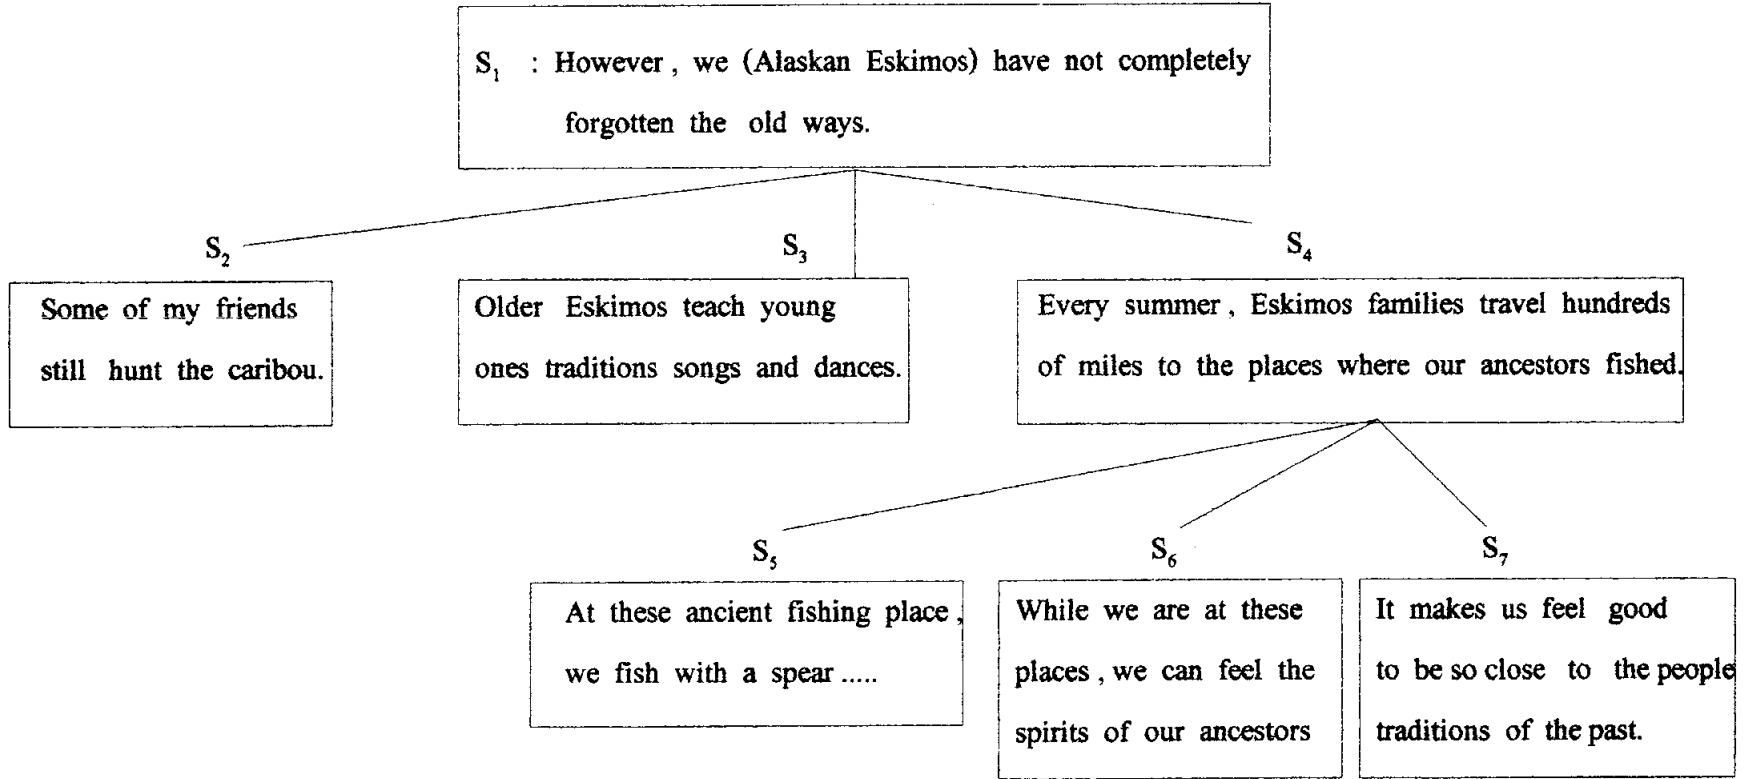 S₁ : However , we (Alaskan Eskimos) have not completely
forgotten the old ways.
S₂
Some of my friends
still hunt the caribou.
S₃
Older Eskimos teach young
ones traditions songs and dances.
S₄
Every summer , Eskimos families travel hundreds
of miles to the places where our ancestors fished.
S₅
At these ancient fishing place ,
we fish with a spear .....
S₆
While we are at these
places , we can feel the
spirits of our ancestors
S₇
It makes us feel good
to be so close to the people
traditions of the past.